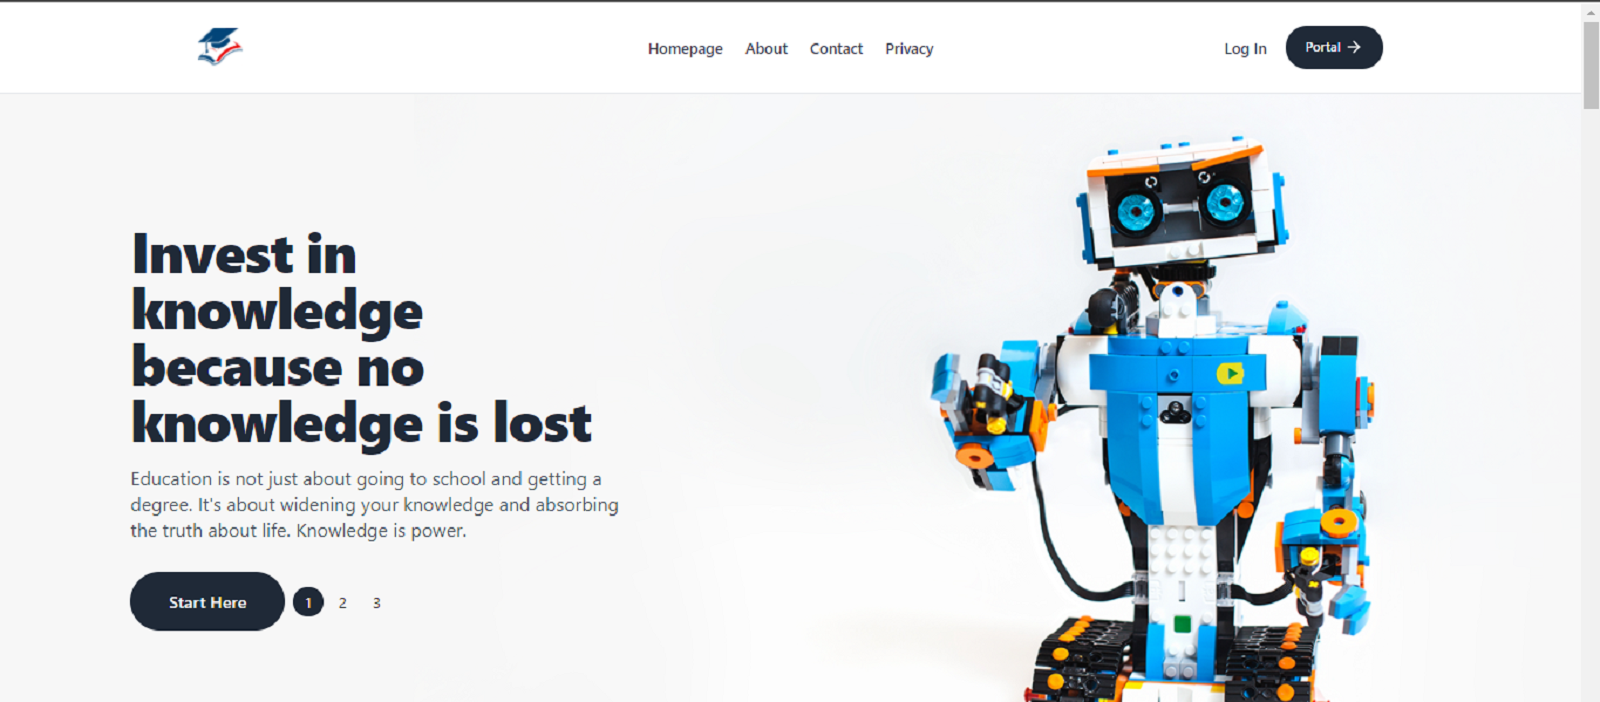 Homepage About Contact Privacy Log In Portal →
Invest in
knowledge
because no
knowledge is lost
Education is not just about going to school and getting a
degree. It's about widening your knowledge and absorbing
the truth about life. Knowledge is power.
Start Here 1 2 3